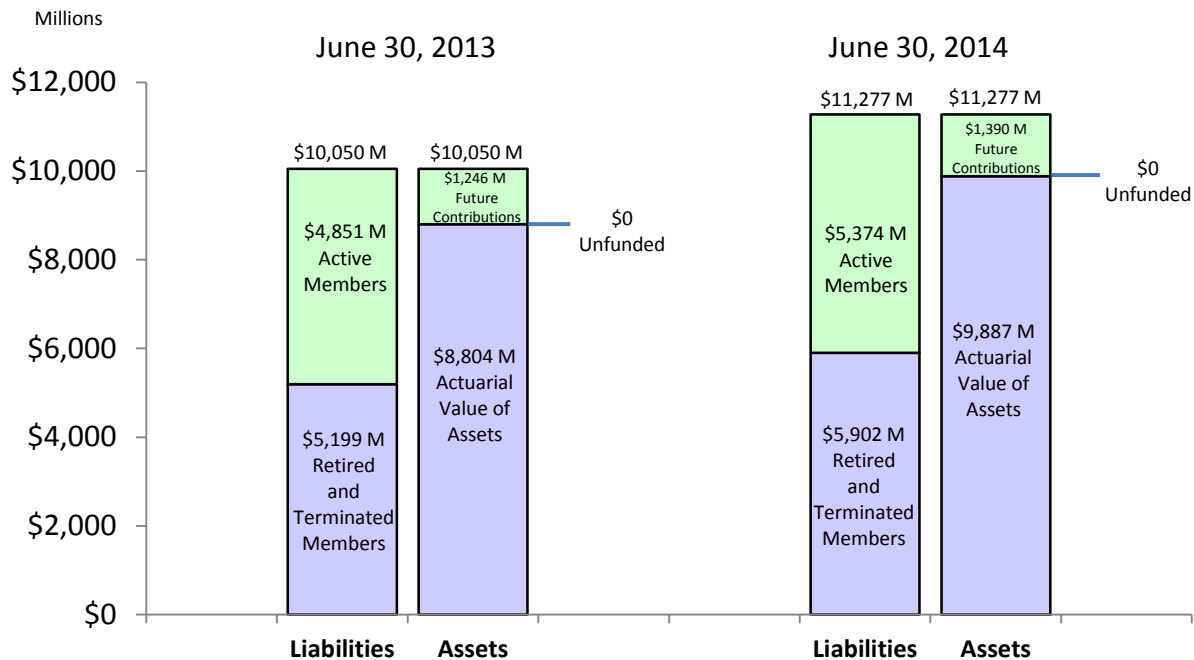 Millions
June 30, 2013
June 30, 2014
$12,000
$10,000
$8,000
$6,000
$4,000
$2,000
$0
$10,050 M
$4,851 M
Active
Members
$5,199 M
Retired
and
Terminated
Members
$10,050 M
$1,246 M
Future
Contributions
$8,804 M
Actuarial
Value of
Assets
$0
Unfunded
$11,277 M
$5,374 M
Active
Members
$5,902 M
Retired
and
Terminated
Members
$11,277 M
$1,390 M
Future
Contributions
$9,887 M
Actuarial
Value of
Assets
$0
Unfunded
Liabilities
Assets
Liabilities
Assets